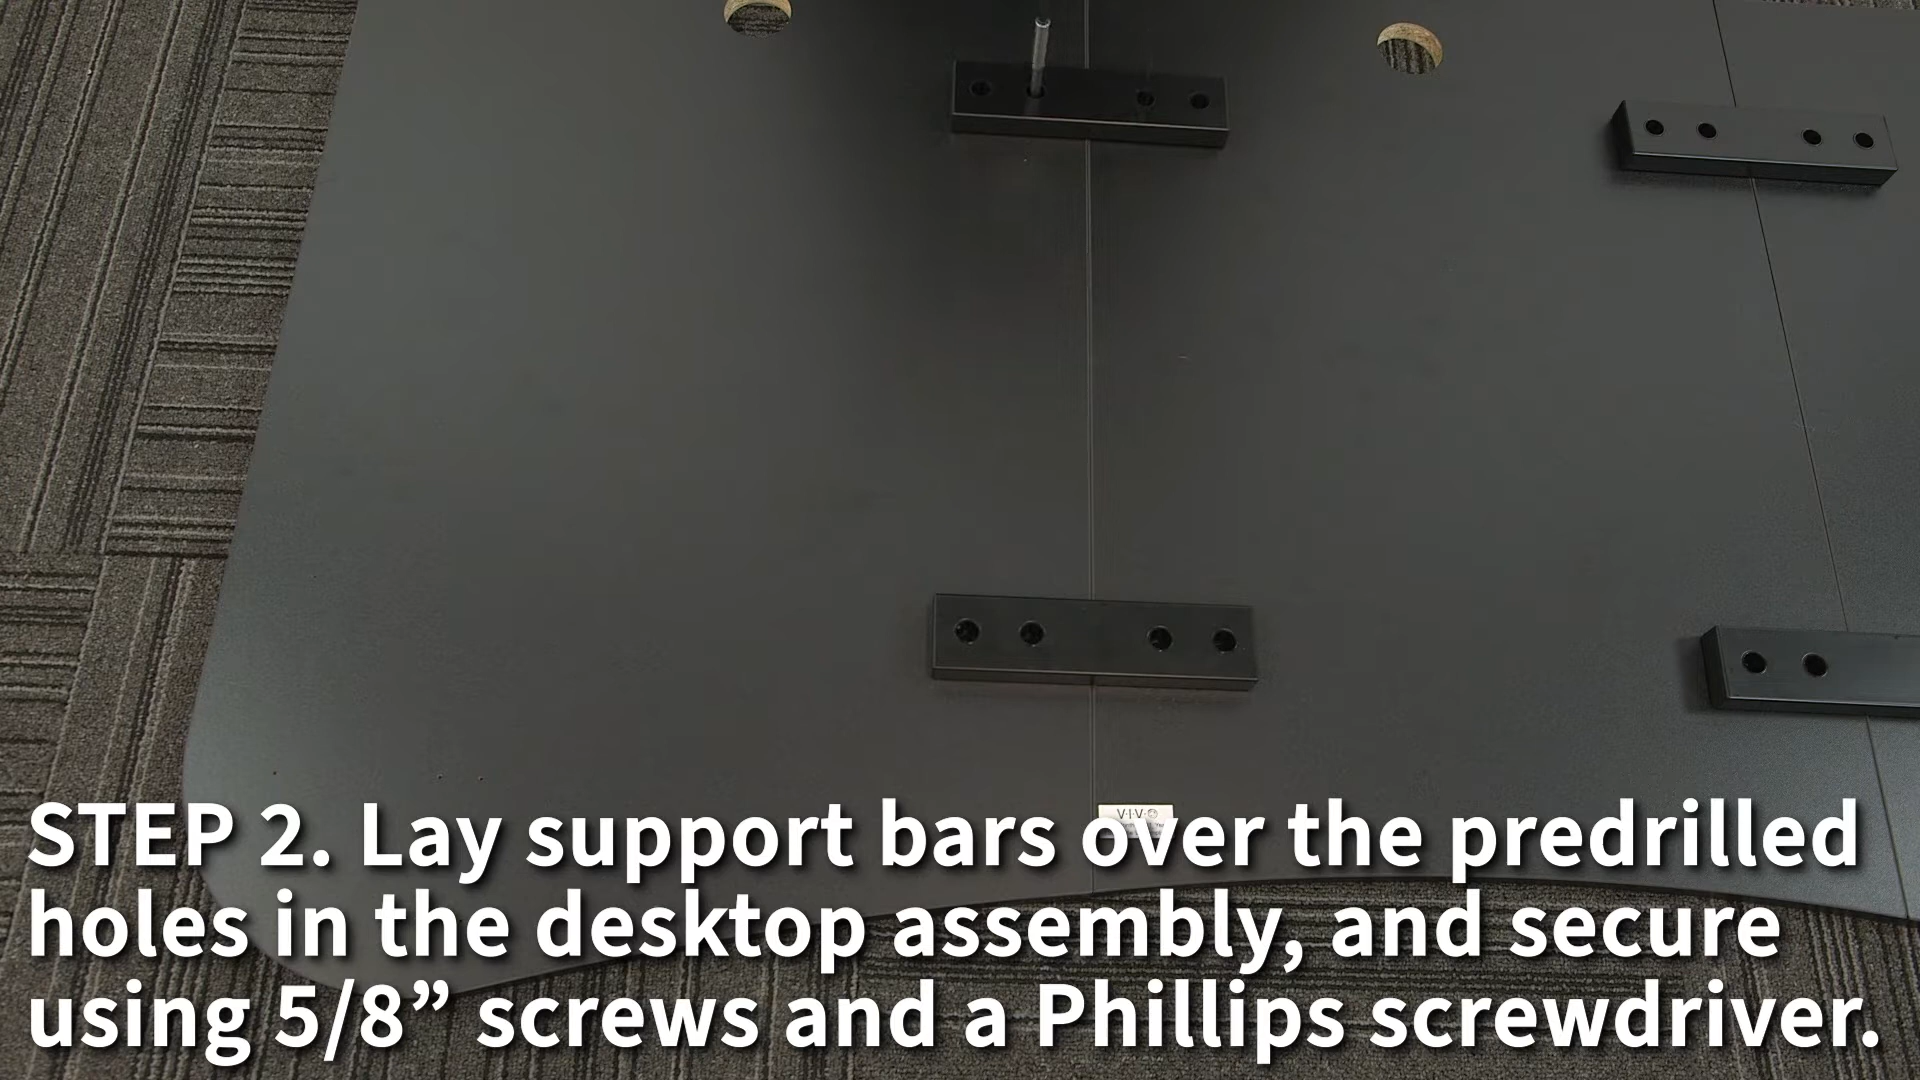 V·I·V·O
STEP 2. Lay support bars over the predrilled
holes in the desktop assembly, and secure
using 5/8” screws and a Phillips screwdriver.